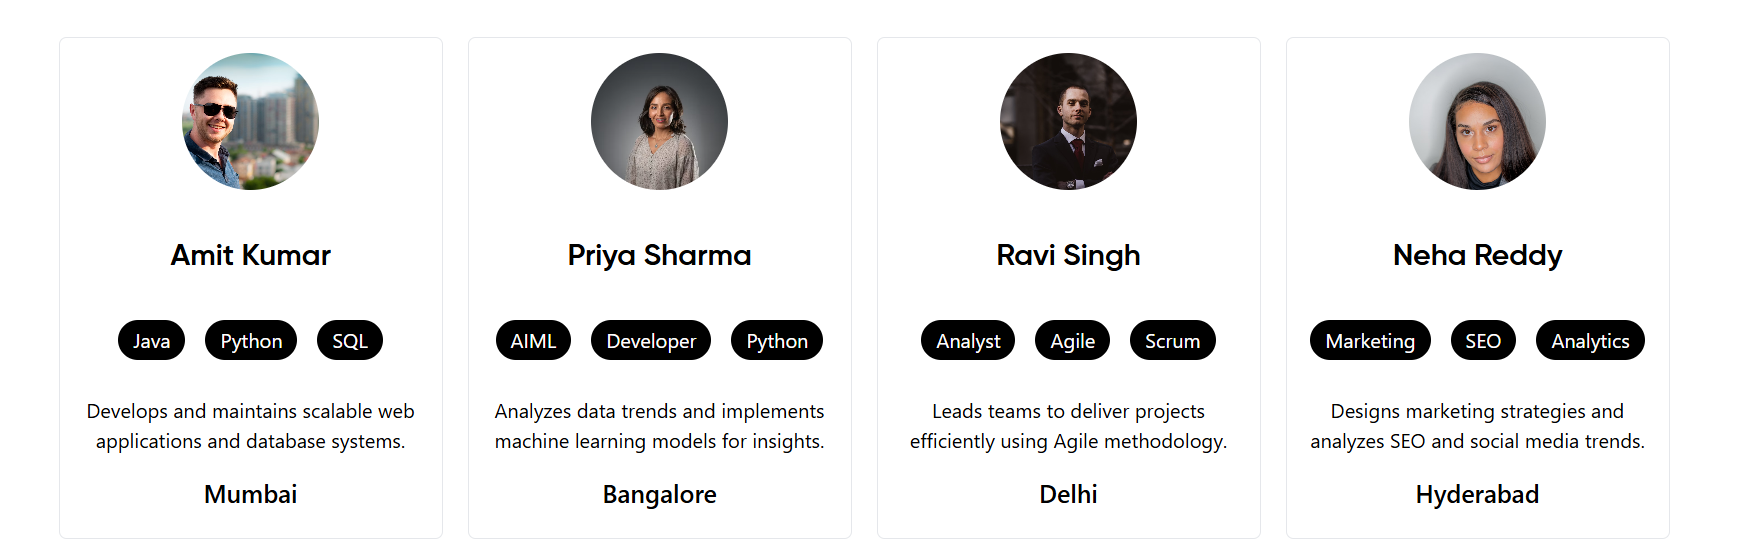 Amit Kumar
Java Python SQL
Develops and maintains scalable web
applications and database systems.
Mumbai
Priya Sharma
AIML Developer Python
Analyzes data trends and implements
machine learning models for insights.
Bangalore
Ravi Singh
Analyst Agile Scrum
Leads teams to deliver projects
efficiently using Agile methodology.
Delhi
Neha Reddy
Marketing SEO Analytics
Designs marketing strategies and
analyzes SEO and social media trends.
Hyderabad